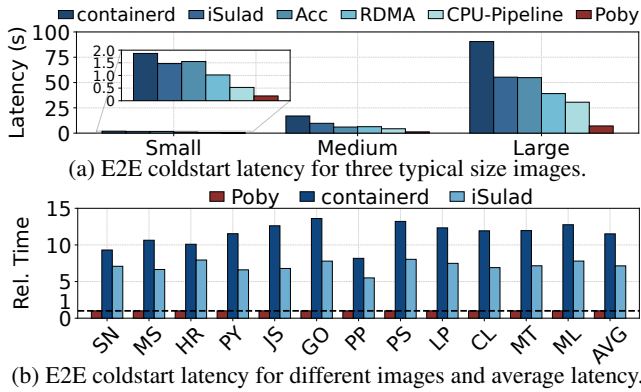 containerd iSulad Acc RDMA CPU-Pipeline Poby
Latency (s)
100
75
50
25
0
2.0
1.5
1.0
0.5
0
Small Medium Large
(a) E2E coldstart latency for three typical size images.
Poby containerd iSulad
Rel. Time
15
10
5
1
0
SN MS HR PY JS GO PP PS LP CL MT ML AVG
(b) E2E coldstart latency for different images and average latency.